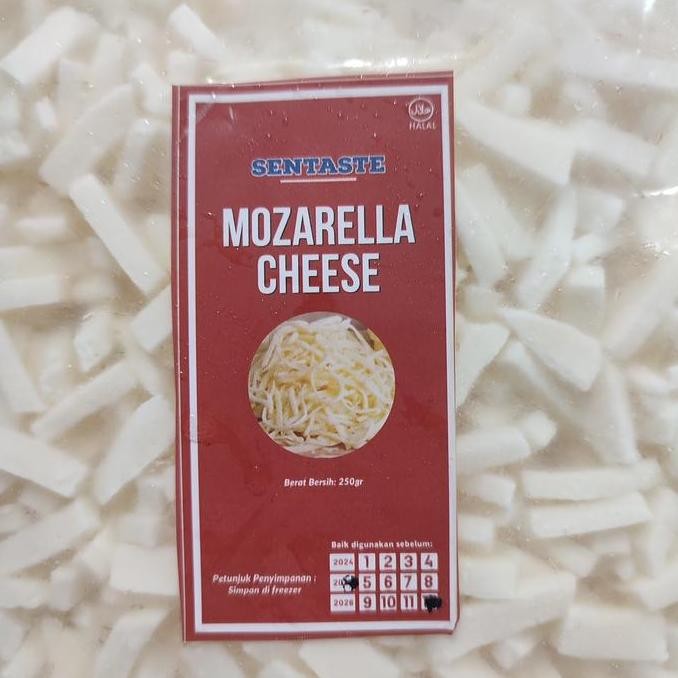 حلال
HALAL
SENTASTE
MOZARELLA
CHEESE
Berat Bersih: 250gr
Baik digunakan sebelum:
2024 1 2 3 4
5 6 7 8
2026 9 10 11
Petunjuk Penyimpanan :
Simpan di freezer